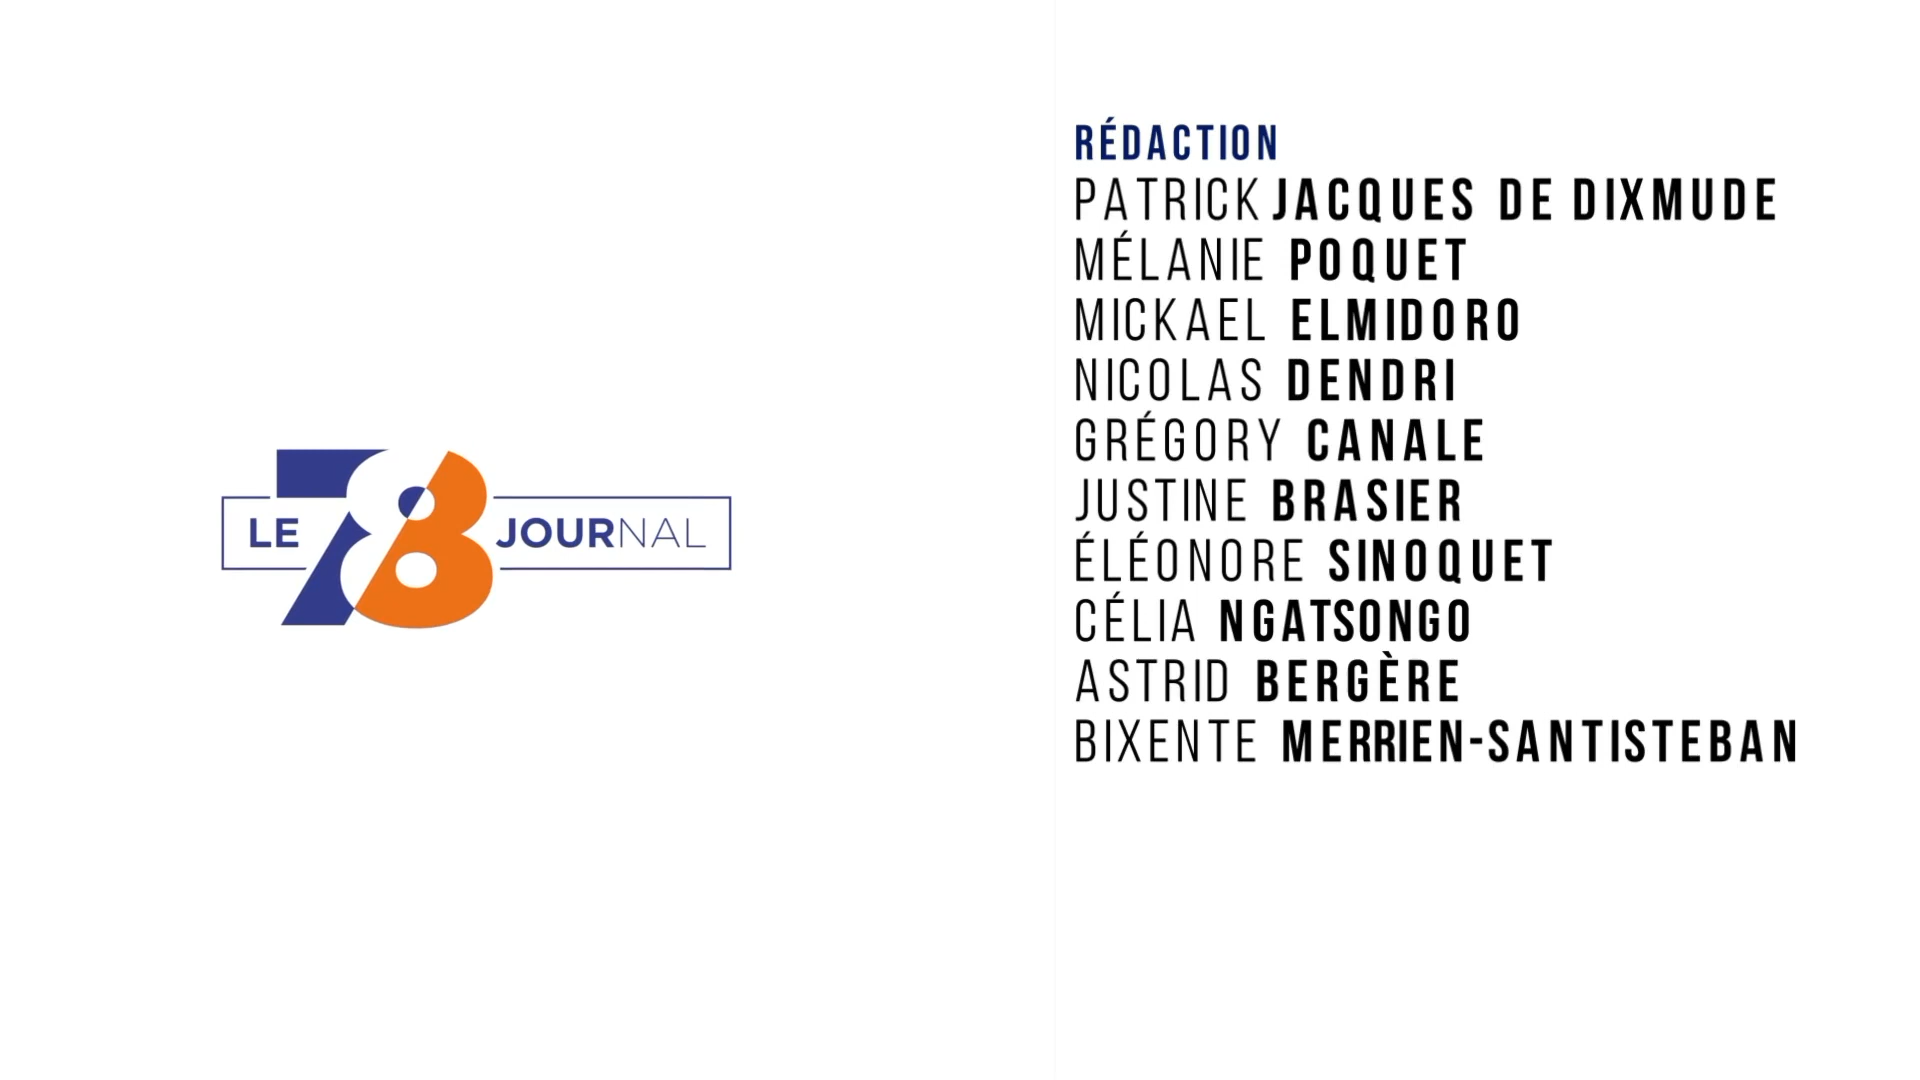 LE 78 JOURNAL
RÉDACTION
PATRICK JACQUES DE DIXMUDE
MÉLANIE POQUET
MICKAEL ELMIDORO
NICOLAS DENDRI
GRÉGORY CANALE
JUSTINE BRASIER
ÉLÉONORE SINOQUET
CÉLIA NGATSONGO
ASTRID BERGÈRE
BIXENTE MERRIEN-SANTISTEBAN